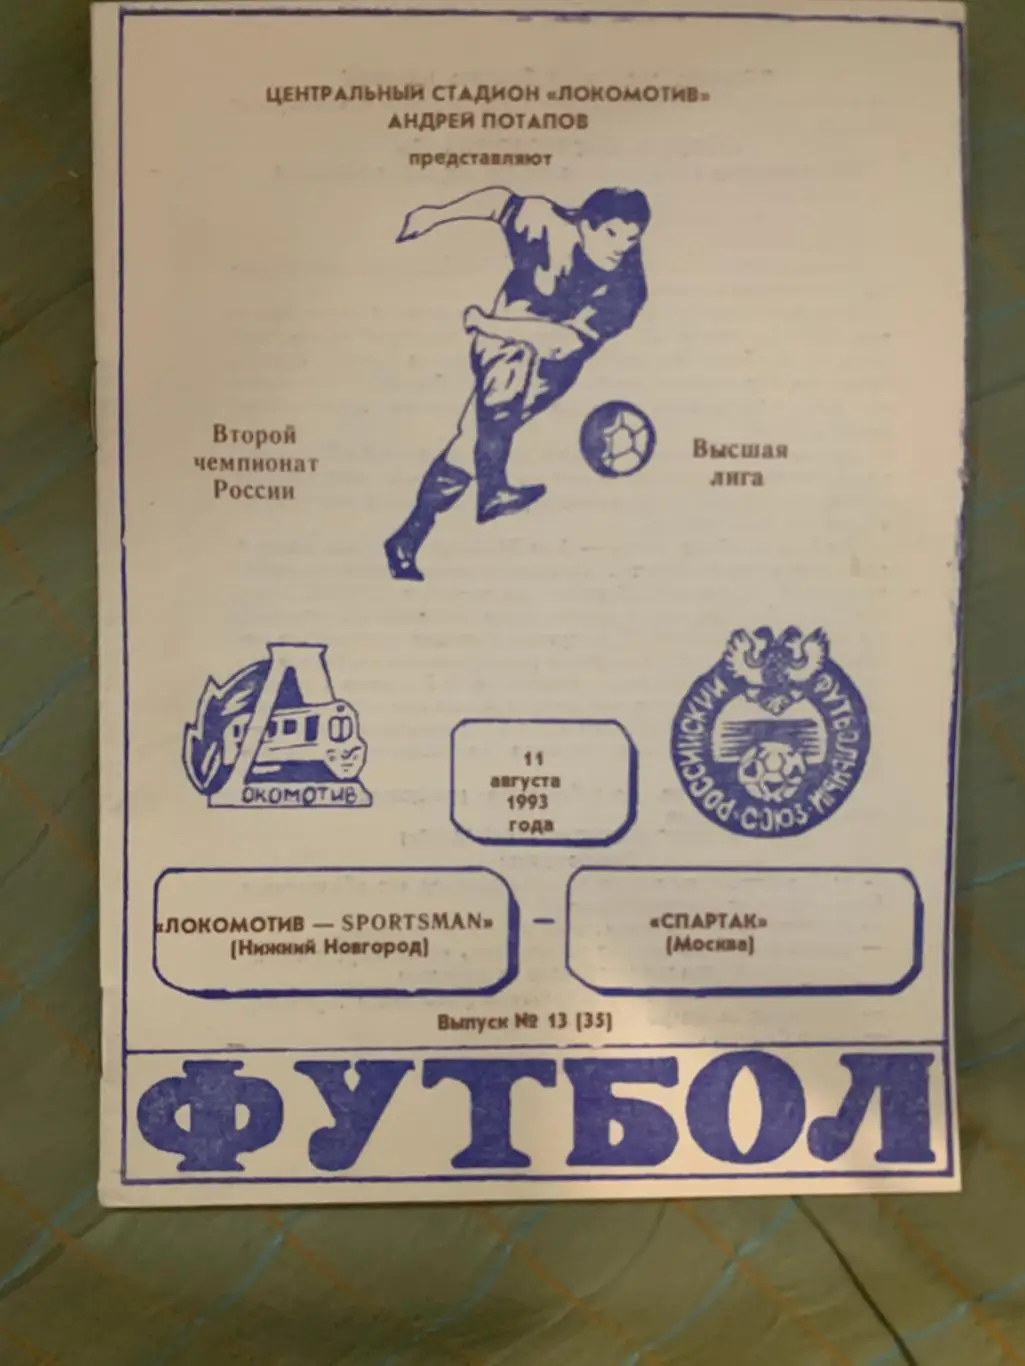 ЦЕНТРАЛЬНЫЙ СТАДИОН «ЛОКОМОТИВ»
АНДРЕЙ ПОТАПОВ
представляют
Второй
чемпионат
России
Высшая
лига
ЛОКОМОТИВ
РОССИЙСКИЙ ФУТБОЛЬНЫЙ СОЮЗ
11
августа
1993
года
«ЛОКОМОТИВ — SPORTSMAN»
(Нижний Новгород)
–
«СПАРТАК»
(Москва)
Выпуск № 13 (35)
ФУТБОЛ